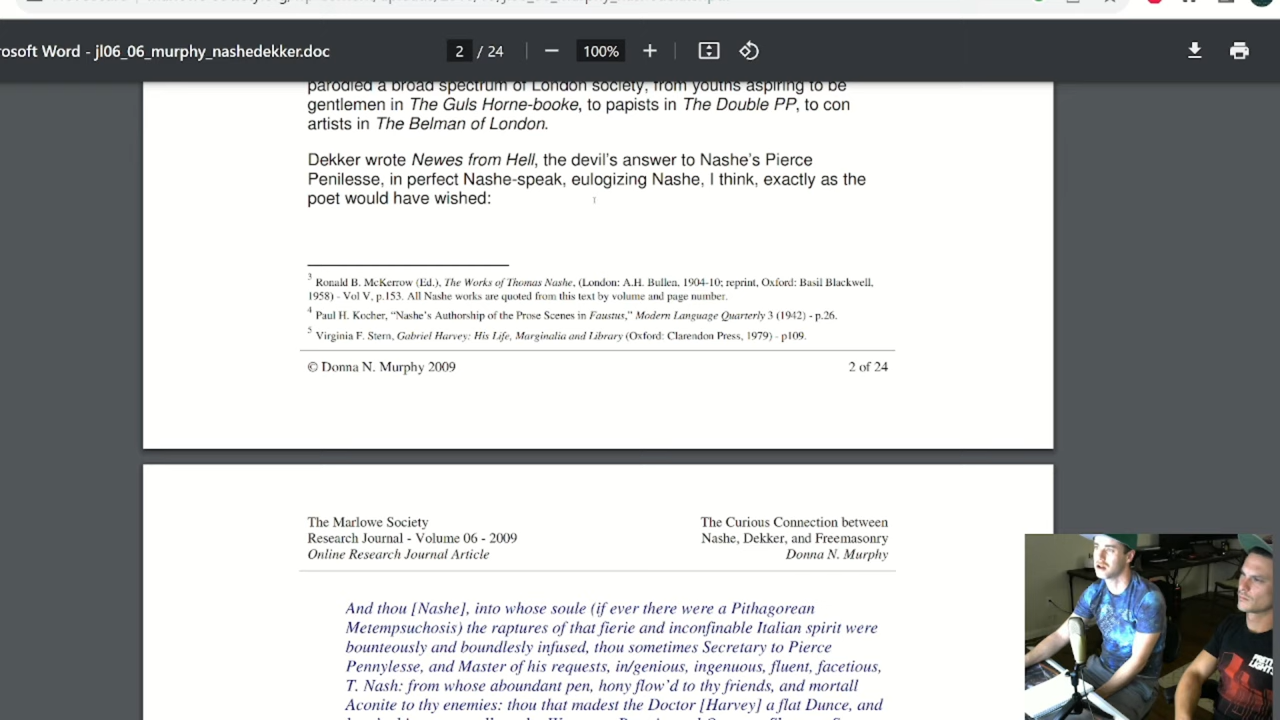 rosoft Word - jl06_06_murphy_nashedekker.doc
2 / 24
100%
parodied a broad spectrum of London society, from youths aspiring to be
gentlemen in The Guls Horne-booke, to papists in The Double PP, to con
artists in The Belman of London.
Dekker wrote Newes from Hell, the devil's answer to Nashe's Pierce
Penilesse, in perfect Nashe-speak, eulogizing Nashe, I think, exactly as the
poet would have wished:
3 Ronald B. McKerrow (Ed.), The Works of Thomas Nashe, (London: A.H. Bullen, 1904-10; reprint, Oxford: Basil Blackwell,
1958) - Vol V, p.153. All Nashe works are quoted from this text by volume and page number.
4 Paul H. Kocher, "Nashe's Authorship of the Prose Scenes in Faustus," Modern Language Quarterly 3 (1942) - p.26.
5 Virginia F. Stern, Gabriel Harvey: His Life, Marginalia and Library (Oxford: Clarendon Press, 1979) - p109.
© Donna N. Murphy 2009
2 of 24
The Marlowe Society
Research Journal - Volume 06 - 2009
Online Research Journal Article
The Curious Connection between
Nashe, Dekker, and Freemasonry
Donna N. Murphy
And thou [Nashe], into whose soule (if ever there were a Pithagorean
Metempsuchosis) the raptures of that fierie and inconfinable Italian spirit were
bounteously and boundlesly infused, thou sometimes Secretary to Pierce
Pennylesse, and Master of his requests, in/genious, ingenuous, fluent, facetious,
T. Nash: from whose aboundant pen, hony flow'd to thy friends, and mortall
Aconite to thy enemies: thou that madest the Doctor [Harvey] a flat Dunce, and